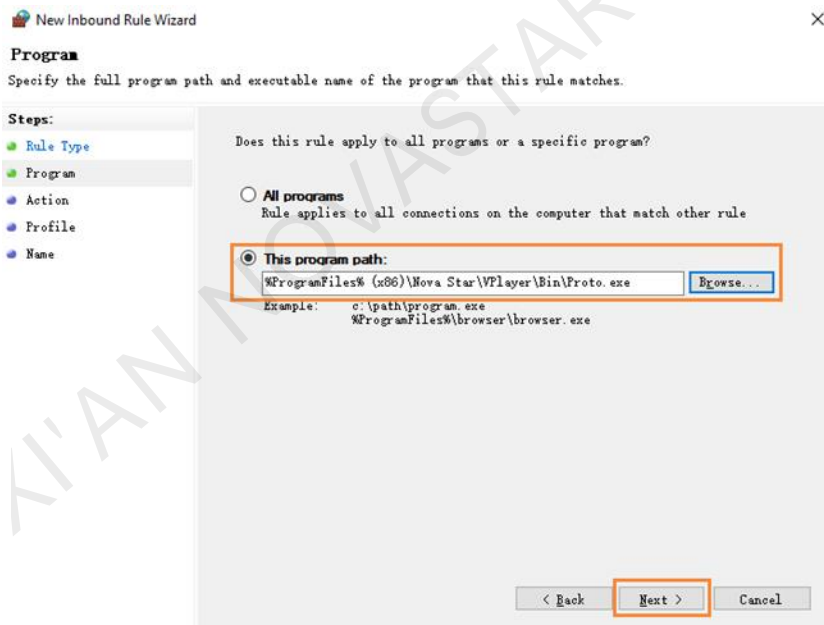 New Inbound Rule Wizard
Program
Specify the full program path and executable name of the program that this rule matches.
Steps:
Rule Type
Program
Action
Profile
Name
Does this rule apply to all programs or a specific program?
All programs
Rule applies to all connections on the computer that match other rule
This program path:
%ProgramFiles% (x86)\Nova Star\VPlayer\Bin\Proto.exe
Browse...
Example: c:\path\program.exe
%ProgramFiles%\browser\browser.exe
< Back Next > Cancel
XI'AN NOVASTAR